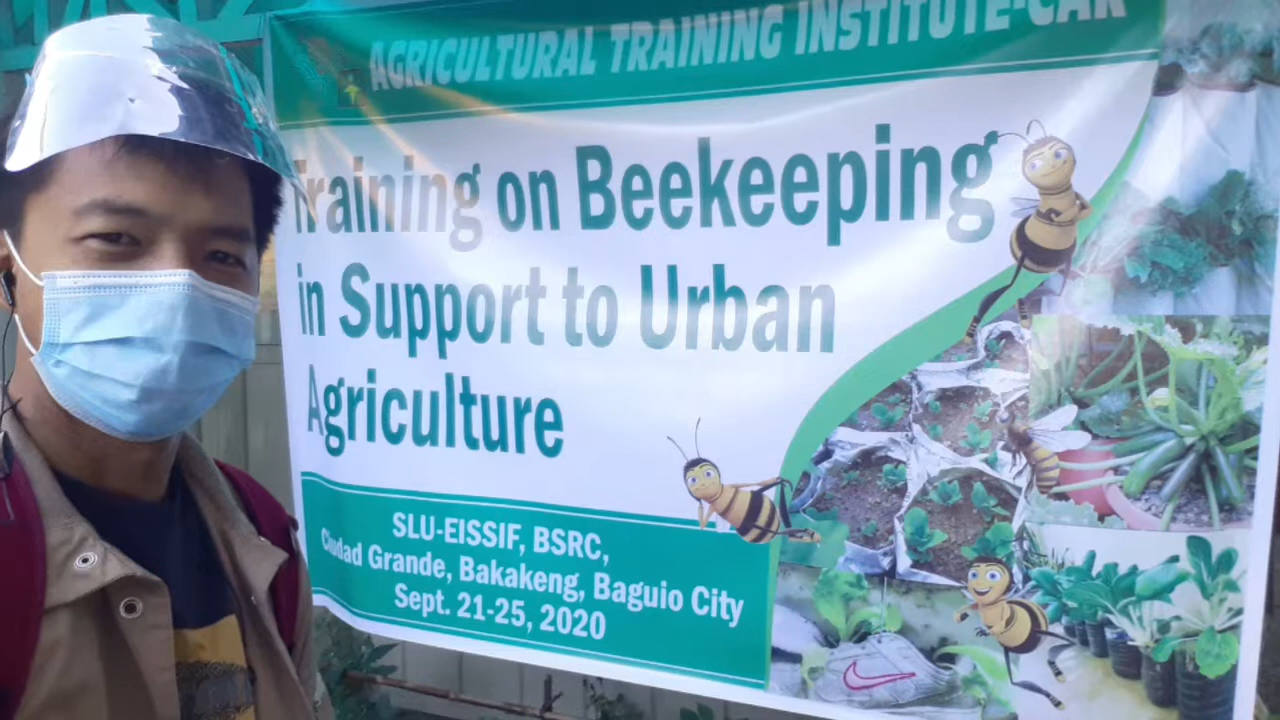 AGRICULTURAL TRAINING INSTITUTE-CAR
Training on Beekeeping
in Support to Urban
Agriculture
SLU-EISSIF, BSRC,
Ciudad Grande, Bakakeng, Baguio City
Sept. 21-25, 2020